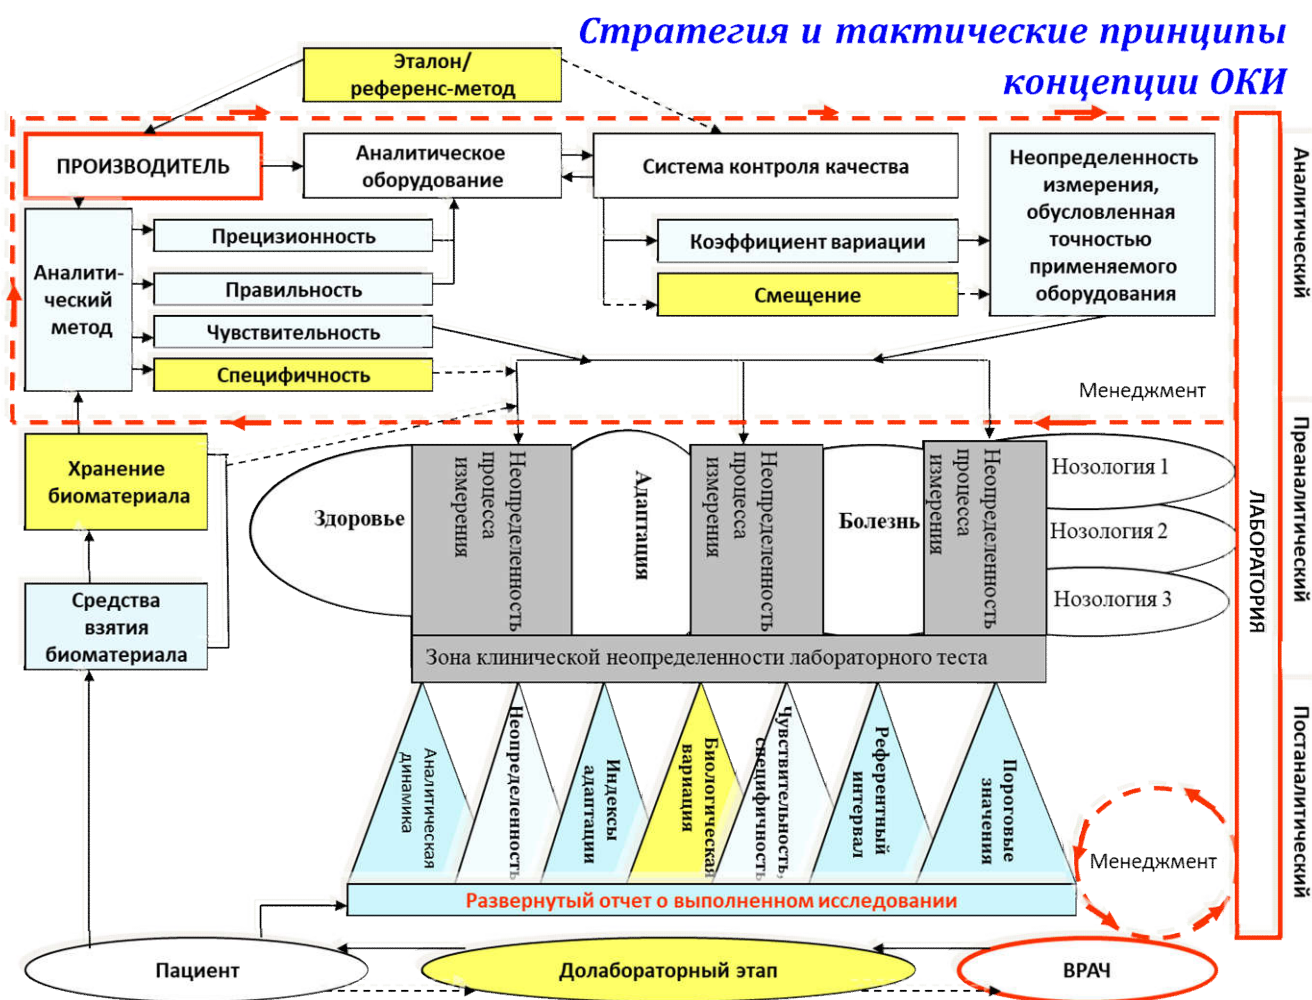 Стратегия и тактические принципы
концепции ОКИ
Эталон/
референс-метод
ПРОИЗВОДИТЕЛЬ
Аналитическое
оборудование
Система контроля качества
Неопределенность
измерения,
обусловленная
точностью
применяемого
оборудования
Аналити-
ческий
метод
Прецизионность
Правильность
Чувствительность
Специфичность
Коэффициент вариации
Смещение
Менеджмент
Аналитический
Преаналитический
Постаналитический
ЛАБОРАТОРИЯ
Хранение
биоматериала
Средства
взятия
биоматериала
Здоровье
Неопределенность
процесса
измерения
Адаптация
Неопределенность
процесса
измерения
Болезнь
Неопределенность
процесса
измерения
Нозология 1
Нозология 2
Нозология 3
Зона клинической неопределенности лабораторного теста
Аналитическая
динамика
Неопределенность
Индексы
адаптации
Биологическая
вариация
Чувствительность,
специфичность
Референтный
интервал
Пороговые
значения
Менеджмент
Развернутый отчет о выполненном исследовании
Пациент
Долабораторный этап
ВРАЧ